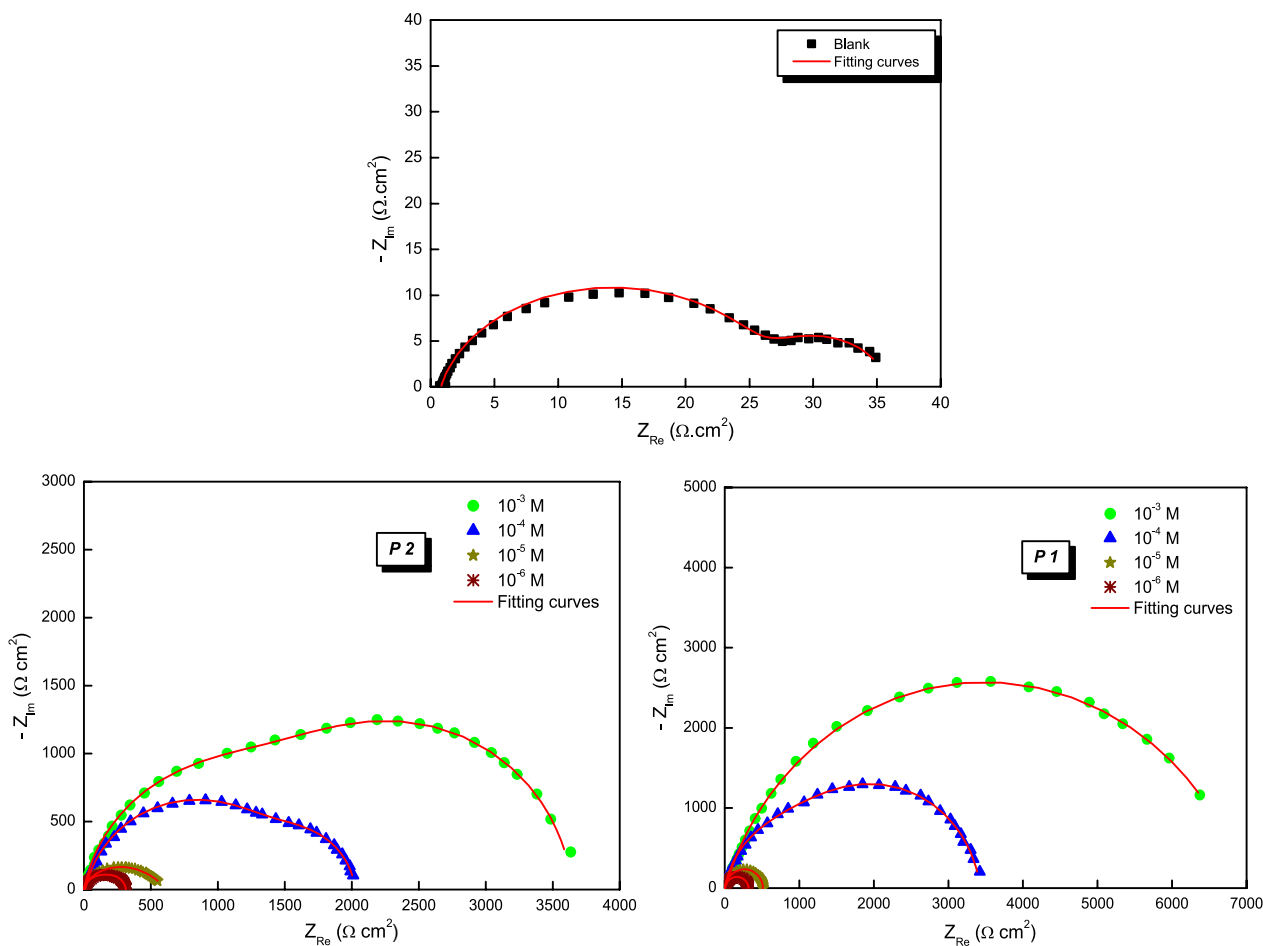 Blank
Fitting curves
- Z_Im (Ω.cm²)
40
35
30
25
20
15
10
5
0
0 5 10 15 20 25 30 35 40
Z_Re (Ω.cm²)
P 2
10⁻³ M
10⁻⁴ M
10⁻⁵ M
10⁻⁶ M
Fitting curves
- Z_Im (Ω cm²)
3000
2500
2000
1500
1000
500
0
0 500 1000 1500 2000 2500 3000 3500 4000
Z_Re (Ω cm²)
P 1
10⁻³ M
10⁻⁴ M
10⁻⁵ M
10⁻⁶ M
Fitting curves
- Z_Im (Ω cm²)
5000
4000
3000
2000
1000
0
0 1000 2000 3000 4000 5000 6000 7000
Z_Re (Ω cm²)